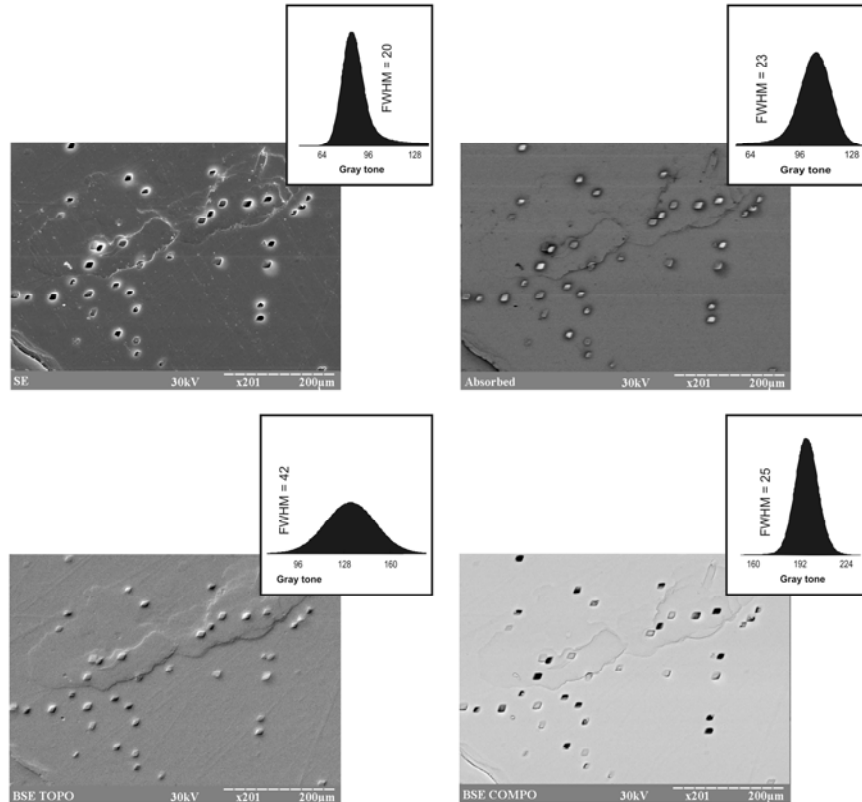 FWHM = 20
64 96 128
Gray tone
FWHM = 23
64 96 128
Gray tone
SE 30kV x201 200µm
Absorbed 30kV x201 200µm
FWHM = 42
96 128 160
Gray tone
FWHM = 25
160 192 224
Gray tone
BSE TOPO 30kV x201 200µm
BSE COMPO 30kV x201 200µm